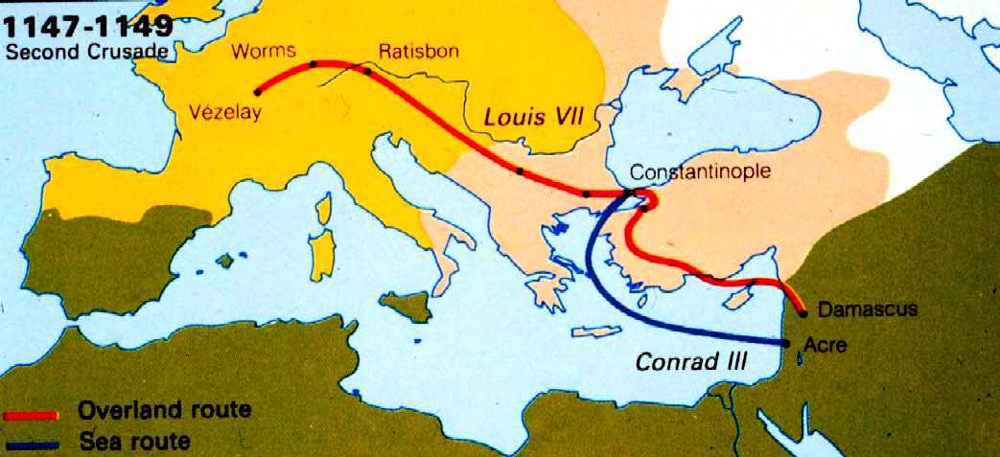 1147-1149
Second Crusade
Worms
Ratisbon
Vézelay
Louis VII
Constantinople
Damascus
Acre
Conrad III
Overland route
Sea route